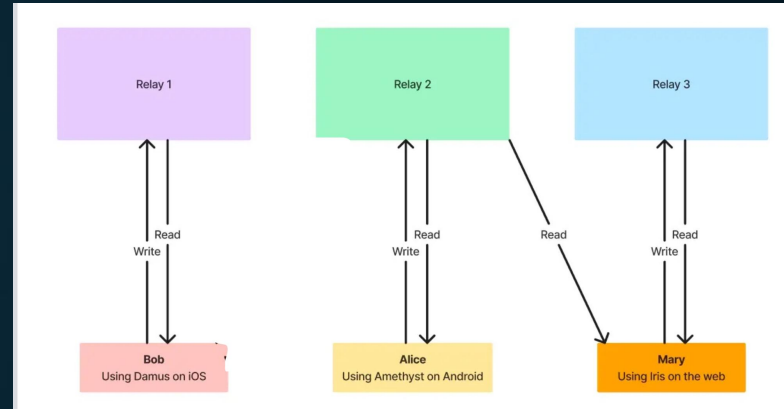 Relay 1
Relay 2
Relay 3
Read
Write
Read
Write
Read
Read
Write
Bob
Using Damus on iOS
Alice
Using Amethyst on Android
Mary
Using Iris on the web